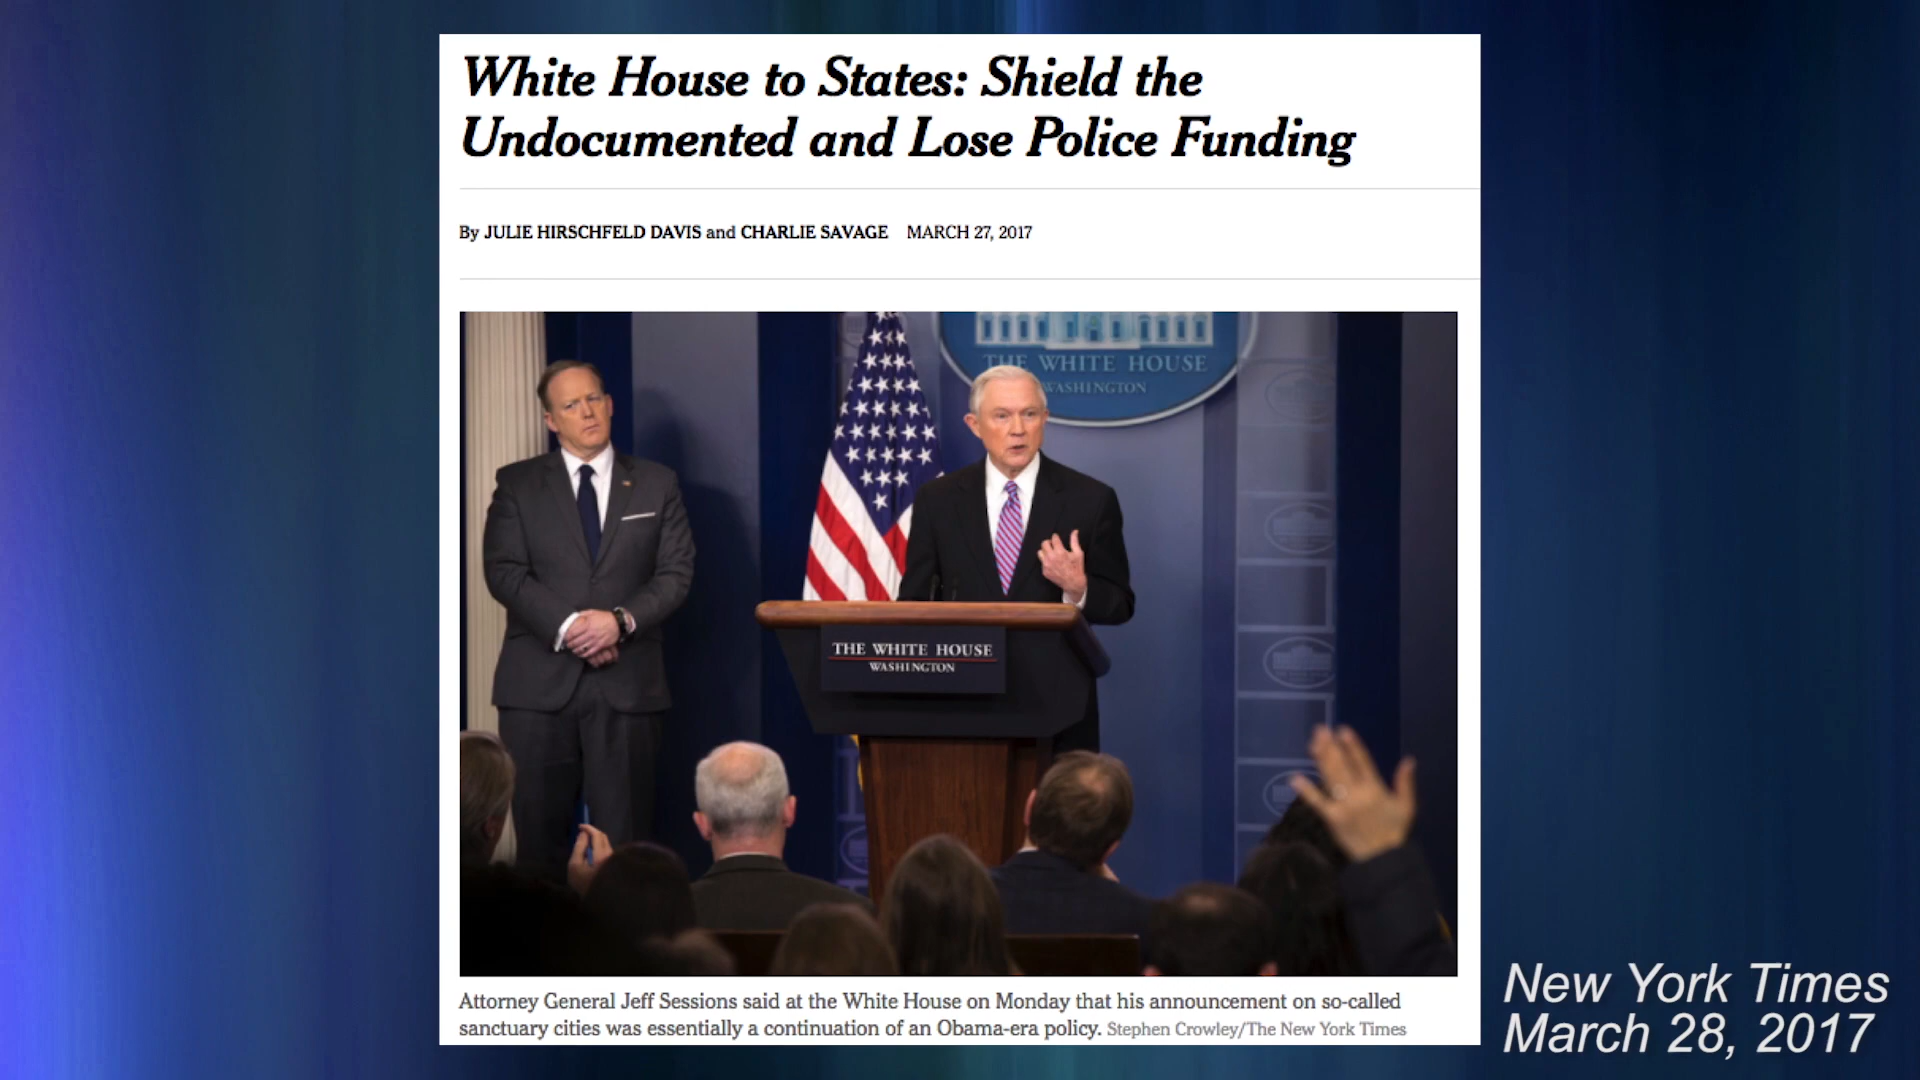 White House to States: Shield the
Undocumented and Lose Police Funding
By JULIE HIRSCHFELD DAVIS and CHARLIE SAVAGE MARCH 27, 2017
THE WHITE HOUSE
WASHINGTON
THE WHITE HOUSE
WASHINGTON
Attorney General Jeff Sessions said at the White House on Monday that his announcement on so-called
sanctuary cities was essentially a continuation of an Obama-era policy. Stephen Crowley/The New York Times
New York Times
March 28, 2017